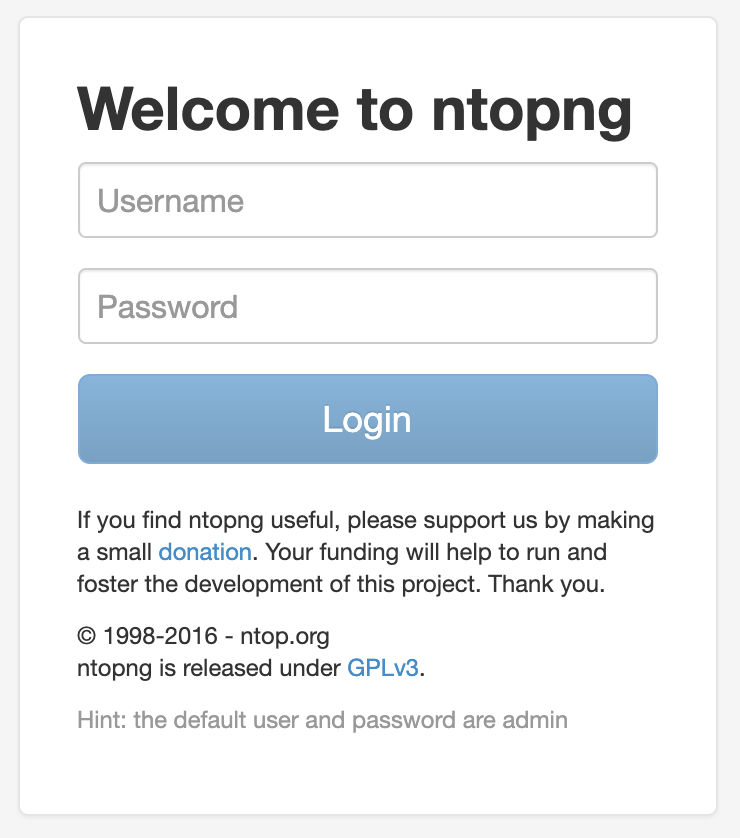 Welcome to ntopng
Username
Password
Login
If you find ntopng useful, please support us by making
a small donation. Your funding will help to run and
foster the development of this project. Thank you.
© 1998-2016 - ntop.org
ntopng is released under GPLv3.
Hint: the default user and password are admin